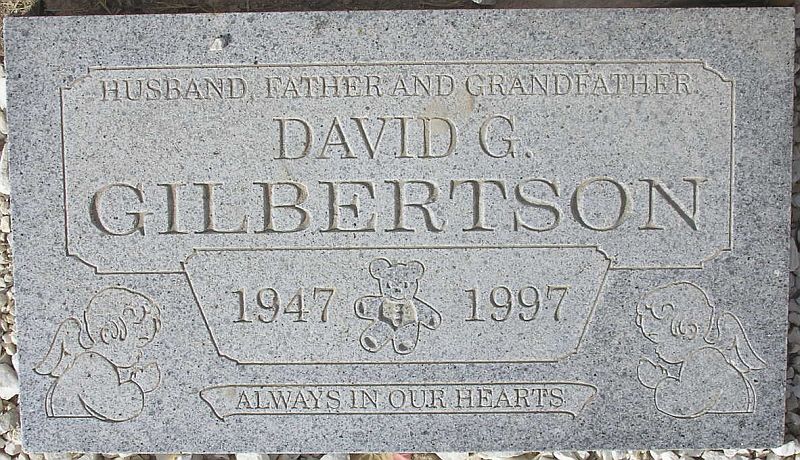 HUSBAND, FATHER AND GRANDFATHER.
DAVID G.
GILBERTSON
1947 1997
ALWAYS IN OUR HEARTS